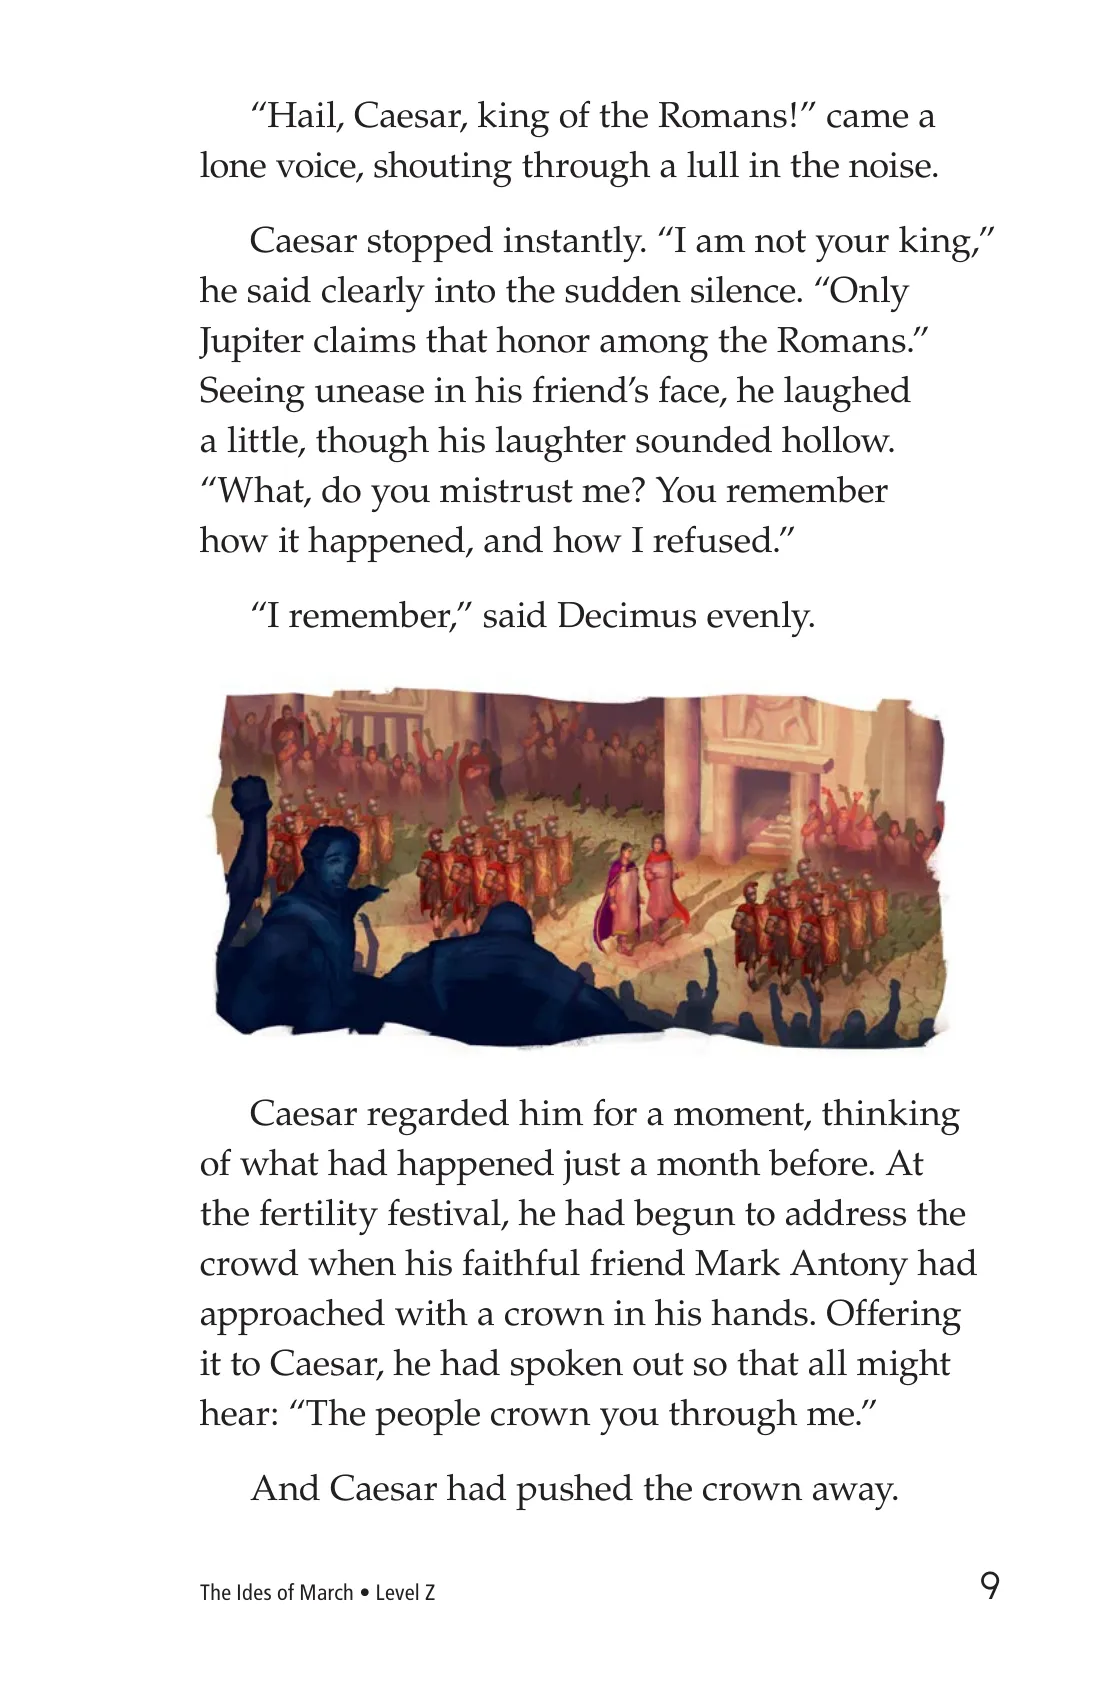 “Hail, Caesar, king of the Romans!” came a
lone voice, shouting through a lull in the noise.
Caesar stopped instantly. “I am not your king,”
he said clearly into the sudden silence. “Only
Jupiter claims that honor among the Romans.”
Seeing unease in his friend’s face, he laughed
a little, though his laughter sounded hollow.
“What, do you mistrust me? You remember
how it happened, and how I refused.”
“I remember,” said Decimus evenly.
Caesar regarded him for a moment, thinking
of what had happened just a month before. At
the fertility festival, he had begun to address the
crowd when his faithful friend Mark Antony had
approached with a crown in his hands. Offering
it to Caesar, he had spoken out so that all might
hear: “The people crown you through me.”
And Caesar had pushed the crown away.
The Ides of March • Level Z 9